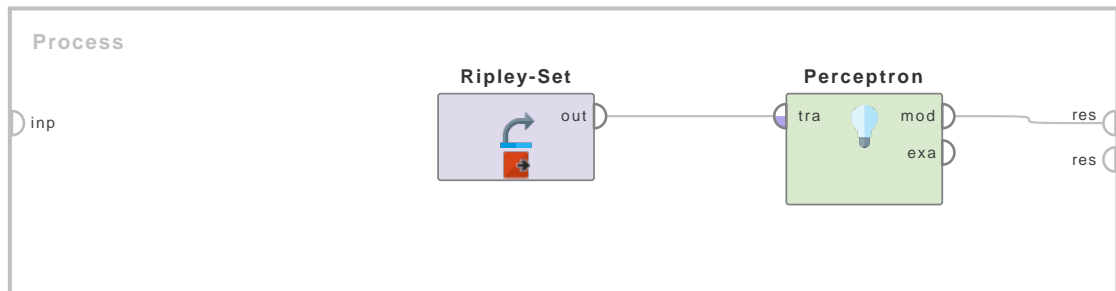 Process
Ripley-Set
Perceptron
inp
out
tra
mod
res
exa
res